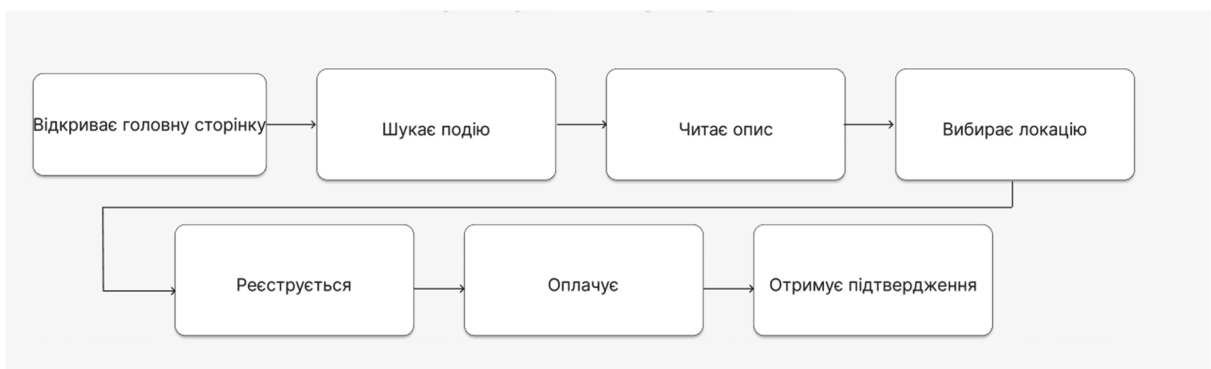 Відкриває головну сторінку
Шукає подію
Читає опис
Вибирає локацію
Реєструється
Оплачує
Отримує підтвердження